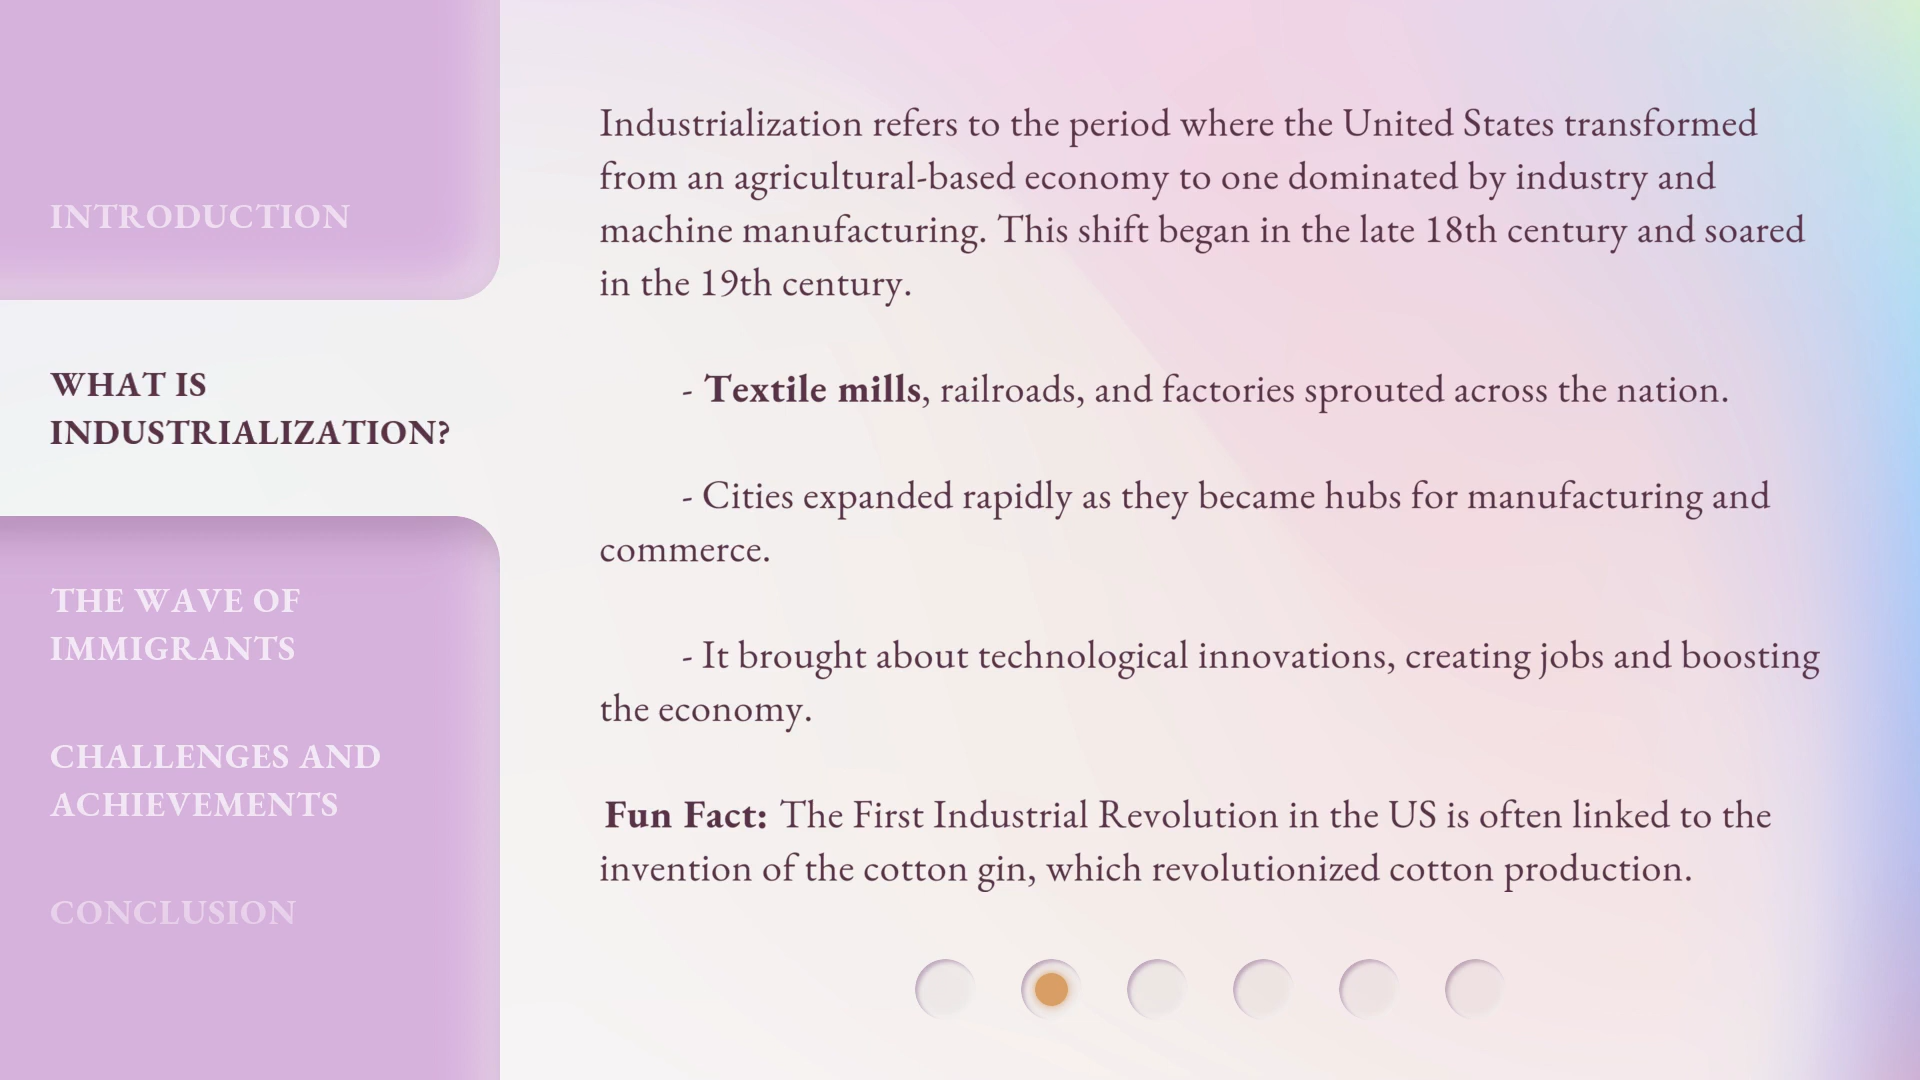 INTRODUCTION
WHAT IS
INDUSTRIALIZATION?
THE WAVE OF
IMMIGRANTS
CHALLENGES AND
ACHIEVEMENTS
CONCLUSION
Industrialization refers to the period where the United States transformed
from an agricultural-based economy to one dominated by industry and
machine manufacturing. This shift began in the late 18th century and soared
in the 19th century.
- Textile mills, railroads, and factories sprouted across the nation.
- Cities expanded rapidly as they became hubs for manufacturing and
commerce.
- It brought about technological innovations, creating jobs and boosting
the economy.
Fun Fact: The First Industrial Revolution in the US is often linked to the
invention of the cotton gin, which revolutionized cotton production.